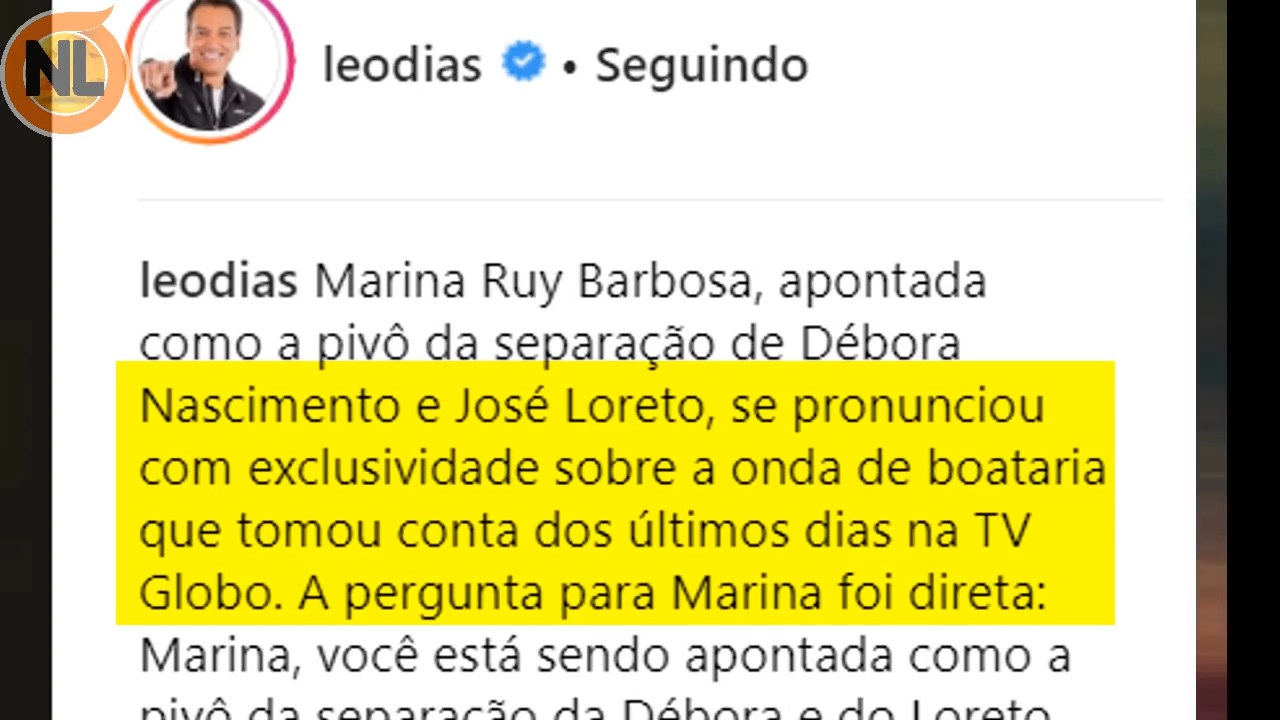 NL
leodias • Seguindo
leodias Marina Ruy Barbosa, apontada
como a pivô da separação de Débora
Nascimento e José Loreto, se pronunciou
com exclusividade sobre a onda de boataria
que tomou conta dos últimos dias na TV
Globo. A pergunta para Marina foi direta:
Marina, você está sendo apontada como a
pivô da separação da Débora e do Loreto